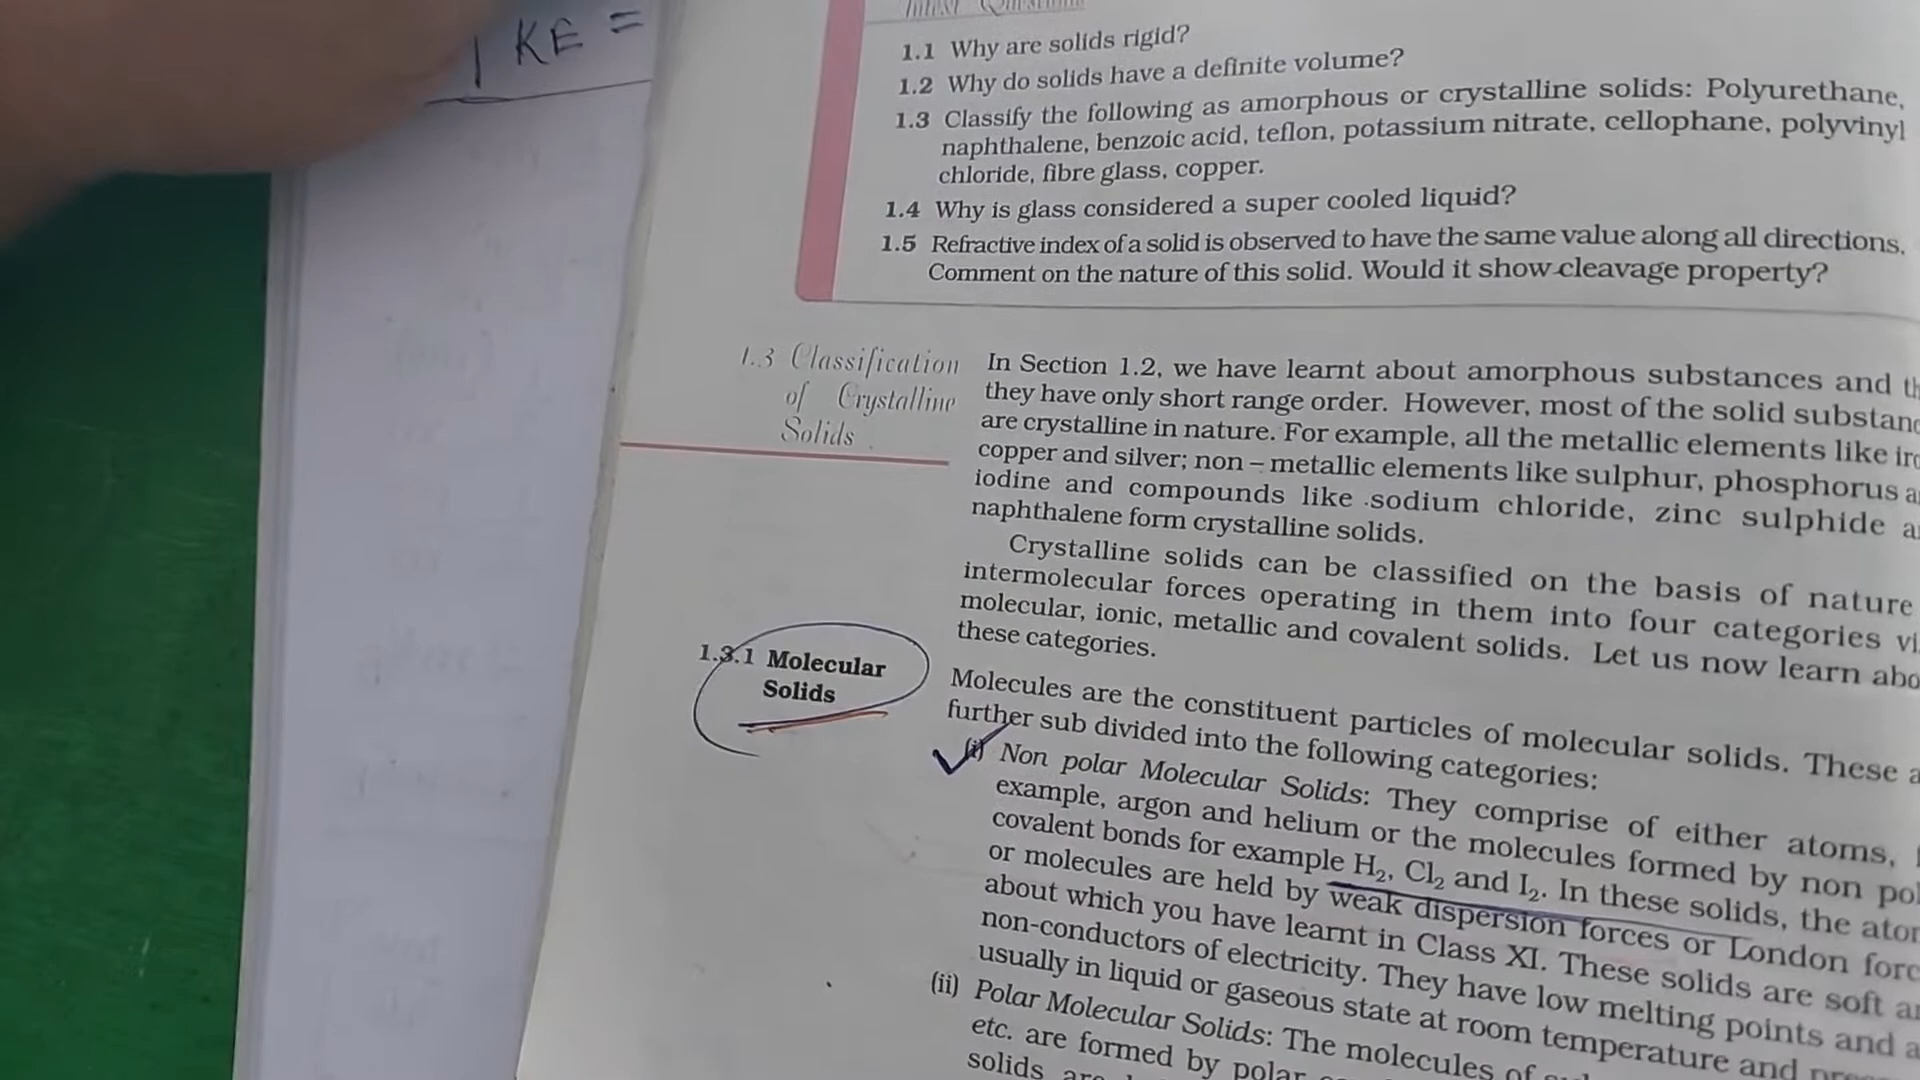 KE =
1.1 Why are solids rigid?
1.2 Why do solids have a definite volume?
1.3 Classify the following as amorphous or crystalline solids: Polyurethane,
naphthalene, benzoic acid, teflon, potassium nitrate, cellophane, polyvinyl
chloride, fibre glass, copper.
1.4 Why is glass considered a super cooled liquid?
1.5 Refractive index of a solid is observed to have the same value along all directions.
Comment on the nature of this solid. Would it show cleavage property?
1.3 Classification
of Crystalline
Solids
In Section 1.2, we have learnt about amorphous substances and
they have only short range order. However, most of the solid
are crystalline in nature. For example, all the metallic elements like
copper and silver; non – metallic elements like sulphur, phosphorus
iodine and compounds like sodium chloride, zinc sulphide
naphthalene form crystalline solids.
Crystalline solids can be classified on the basis of nature
intermolecular forces operating in them into four categories
molecular, ionic, metallic and covalent solids. Let us now learn
these categories.
1.3.1 Molecular
Solids
Molecules are the constituent particles of molecular solids. These
further sub divided into the following categories:
(i) Non polar Molecular Solids: They comprise of either atoms,
example, argon and helium or the molecules formed by non
covalent bonds for example H₂, Cl₂ and I₂. In these solids, the
or molecules are held by weak dispersion forces or London
about which you have learnt in Class XI. These solids are soft
non-conductors of electricity. They have low melting points and
usually in liquid or gaseous state at room temperature and
(ii) Polar Molecular Solids: The molecules of
etc. are formed by polar
solids are